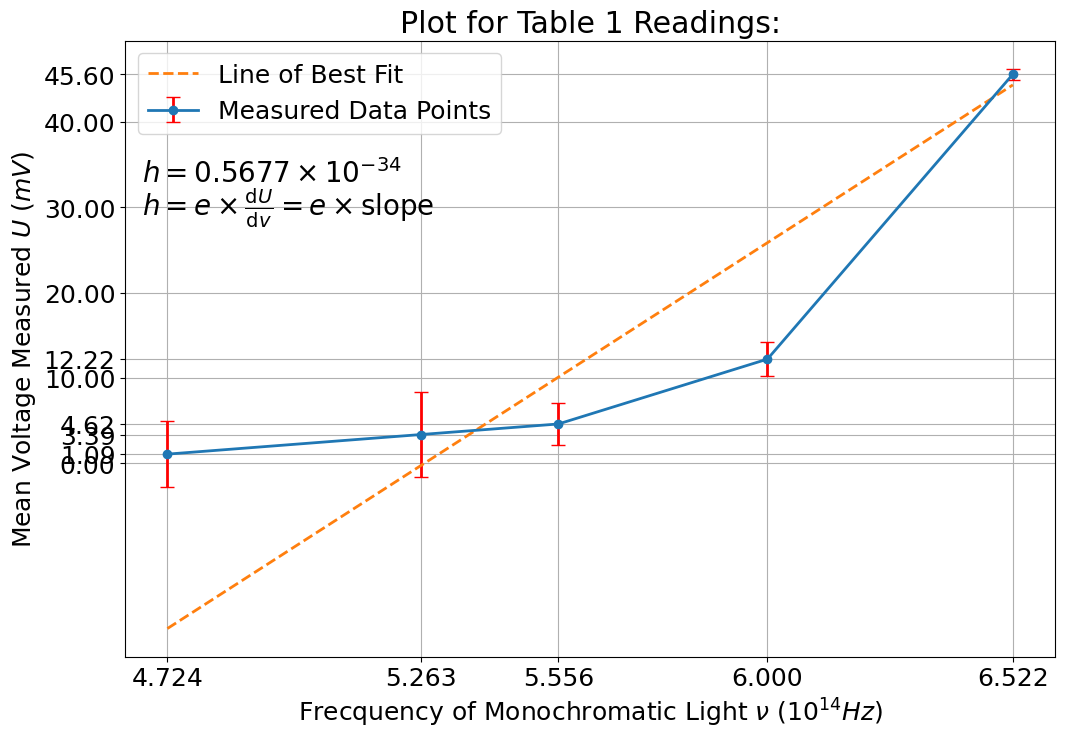 Plot for Table 1 Readings:
Line of Best Fit
Measured Data Points
h = 0.5677 × 10⁻³⁴
h = e × dU/dv = e × slope
Mean Voltage Measured U (mV)
45.60
40.00
30.00
20.00
12.22
10.00
4.62
3.39
1.09
0.00
4.724
5.263
5.556
6.000
6.522
Frecquency of Monochromatic Light ν (10¹⁴Hz)